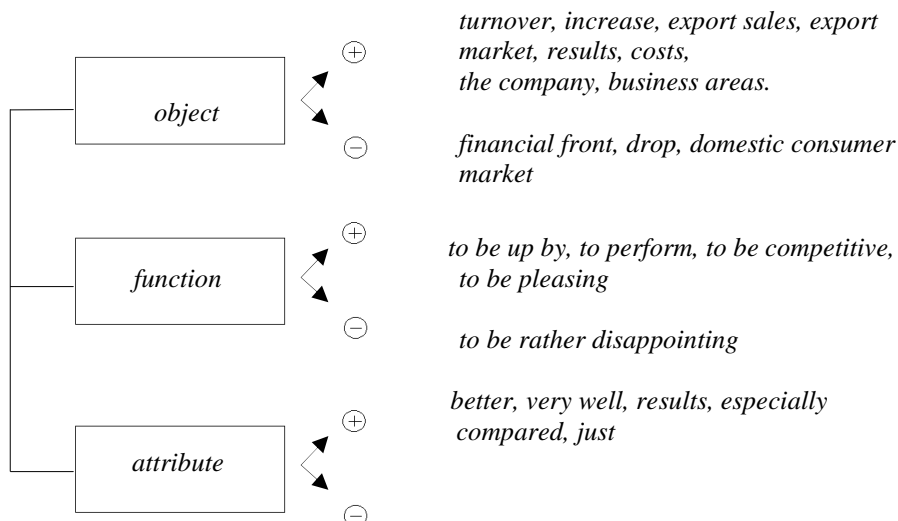 turnover, increase, export sales, export
market, results, costs,
the company, business areas.
object
financial front, drop, domestic consumer
market
to be up by, to perform, to be competitive,
to be pleasing
function
to be rather disappointing
better, very well, results, especially
compared, just
attribute